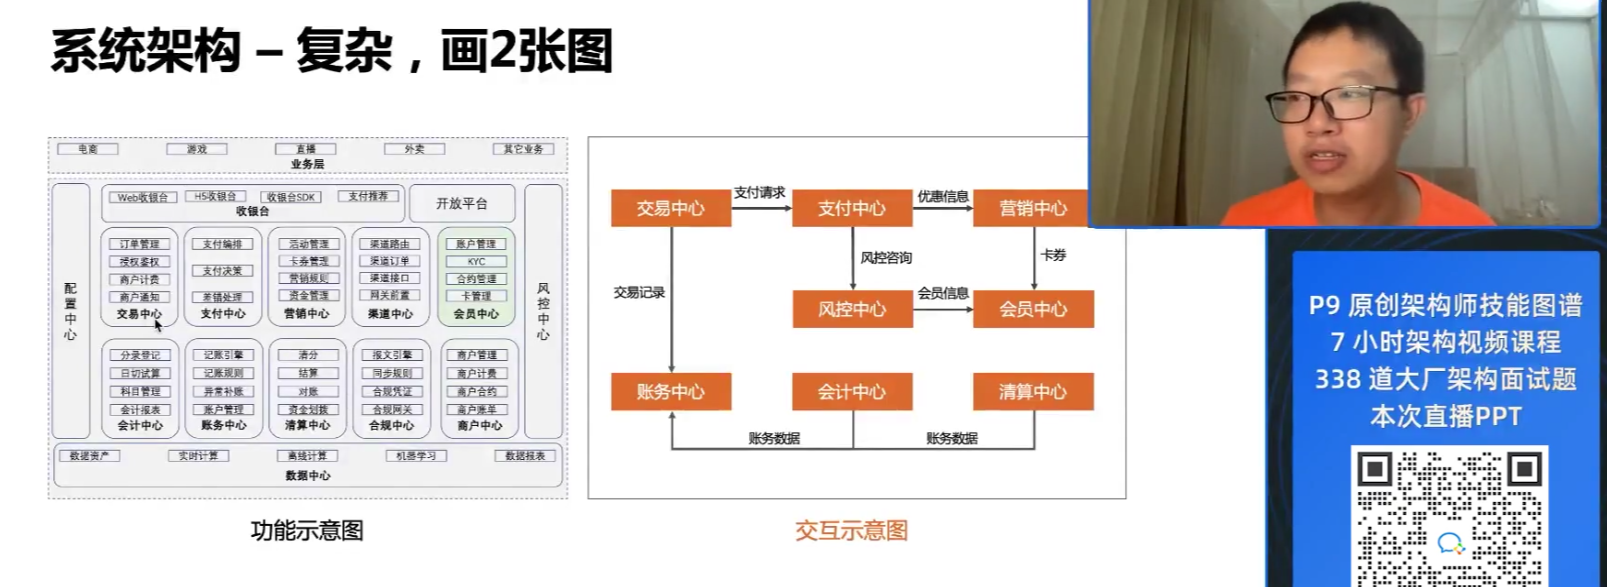 系统架构 – 复杂，画2张图
电商 游戏 直播 外卖 其它业务
业务层
配置中心
Web收银台 H5收银台 收银台SDK 支付推荐
收银台
开放平台
风控中心
订单管理
授权鉴权
商户计费
商户通知
交易中心
支付编排
支付决策
差错处理
支付中心
活动管理
卡券管理
营销规则
资金管理
营销中心
渠道路由
渠道订单
渠道接口
网关前置
渠道中心
账户管理
KYC
合约管理
卡管理
会员中心
分录登记
日切试算
科目管理
会计报表
会计中心
记账引擎
记账规则
异常补账
账户管理
账务中心
清分
结算
对账
资金划拨
清算中心
报文引擎
同步规则
合规凭证
合规网关
合规中心
商户管理
商户计费
商户合约
商户账单
商户中心
数据资产 实时计算 离线计算 机器学习 数据报表
数据中心
功能示意图
交易中心 支付请求 支付中心 优惠信息 营销中心
交易记录 风控咨询 卡券
风控中心 会员信息 会员中心
账务中心 会计中心 清算中心
账务数据 账务数据
交互示意图
P9 原创架构师技能图谱
7 小时架构视频课程
338 道大厂架构面试题
本次直播PPT